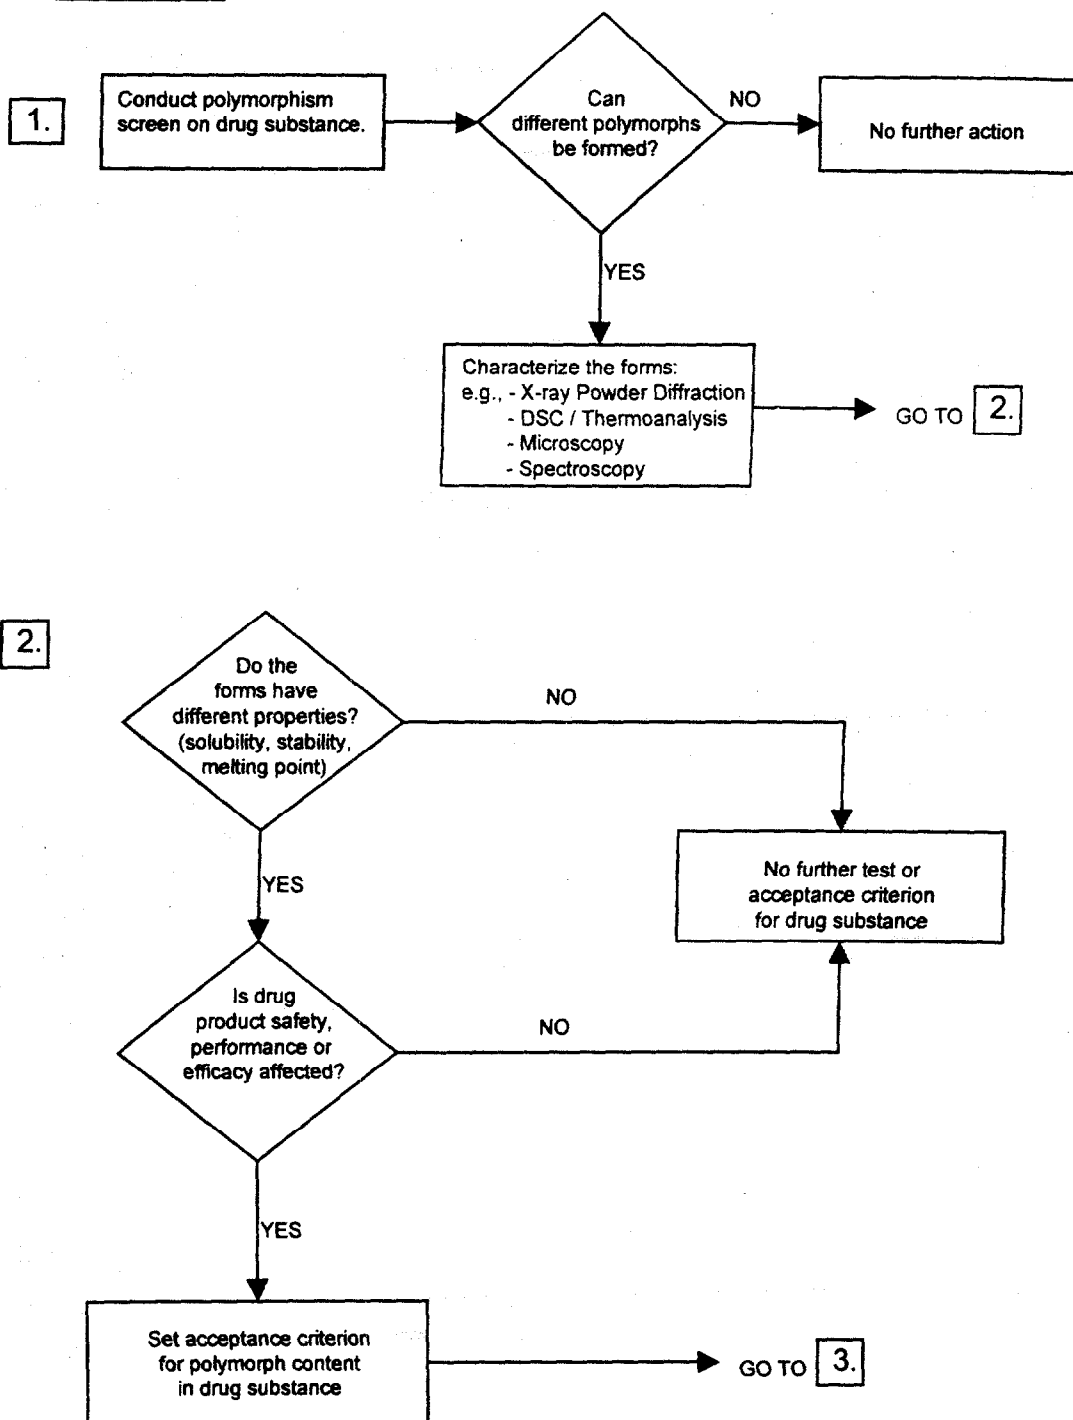 1.
Conduct polymorphism
screen on drug substance.
Can
different polymorphs
be formed?
NO
No further action
YES
Characterize the forms:
e.g., - X-ray Powder Diffraction
- DSC / Thermoanalysis
- Microscopy
- Spectroscopy
GO TO 2.
2.
Do the
forms have
different properties?
(solubility, stability,
melting point)
NO
No further test or
acceptance criterion
for drug substance
YES
Is drug
product safety,
performance or
efficacy affected?
NO
YES
Set acceptance criterion
for polymorph content
in drug substance
GO TO 3.